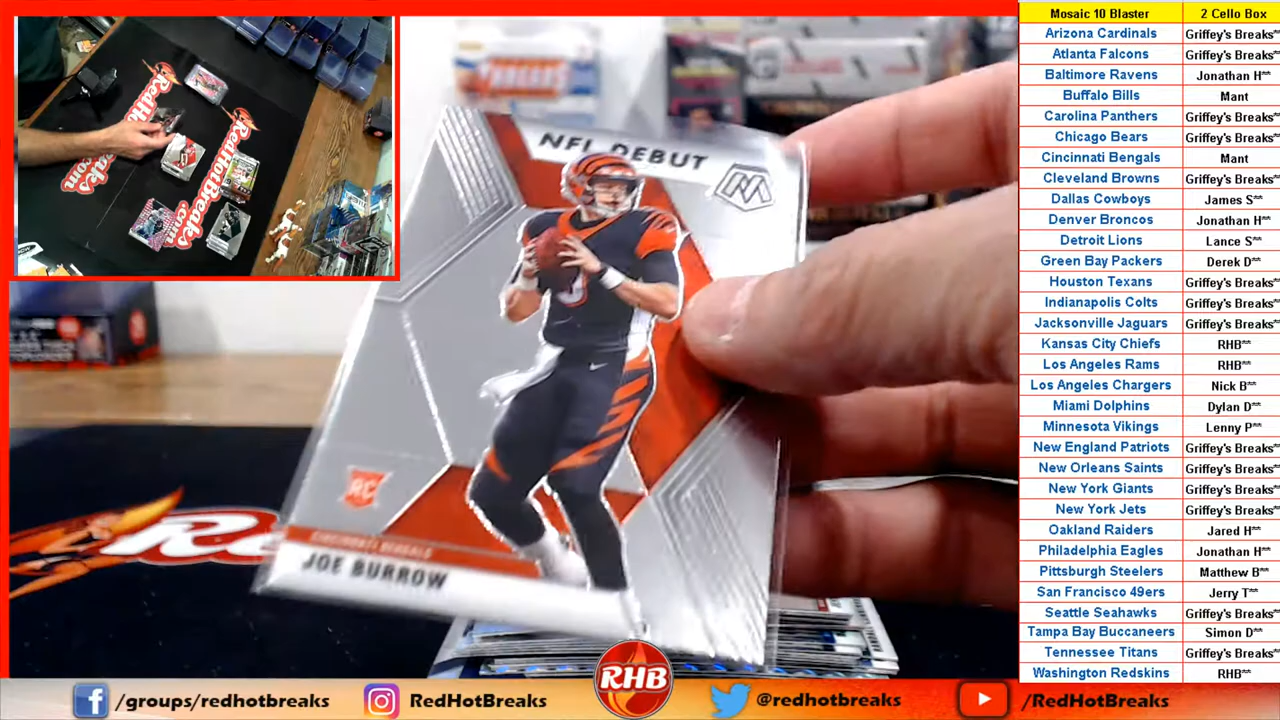 Mosaic 10 Blaster 2 Cello Box
Arizona Cardinals Griffey's Breaks**
Atlanta Falcons Griffey's Breaks**
Baltimore Ravens Jonathan H**
Buffalo Bills Mant
Carolina Panthers Griffey's Breaks**
Chicago Bears Griffey's Breaks**
Cincinnati Bengals Mant
Cleveland Browns Griffey's Breaks**
Dallas Cowboys James S**
Denver Broncos Jonathan H**
Detroit Lions Lance S**
Green Bay Packers Derek D**
Houston Texans Griffey's Breaks**
Indianapolis Colts Griffey's Breaks**
Jacksonville Jaguars Griffey's Breaks**
Kansas City Chiefs RHB**
Los Angeles Rams RHB**
Los Angeles Chargers Nick B**
Miami Dolphins Dylan D**
Minnesota Vikings Lenny P**
New England Patriots Griffey's Breaks**
New Orleans Saints Griffey's Breaks**
New York Giants Griffey's Breaks**
New York Jets Griffey's Breaks**
Oakland Raiders Jared H**
Philadelphia Eagles Jonathan H**
Pittsburgh Steelers Matthew B**
San Francisco 49ers Jerry T**
Seattle Seahawks Griffey's Breaks**
Tampa Bay Buccaneers Simon D**
Tennessee Titans Griffey's Breaks**
Washington Redskins RHB**
NFL DEBUT
M
RC
CINCINNATI BENGALS
JOE BURROW
RedHotBreaks.com
RHB
/groups/redhotbreaks
RedHotBreaks
@redhotbreaks
/RedHotBreaks